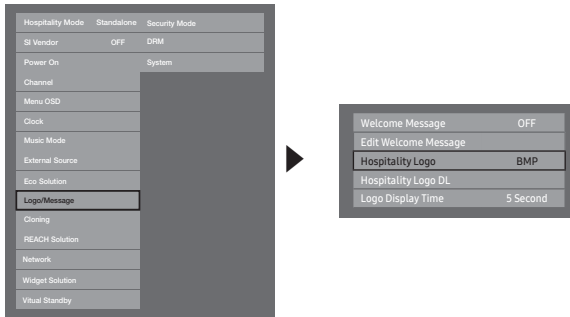 Hospitality Mode Standalone Security Mode
SI Vendor OFF DRM
Power On System
Channel
Menu OSD
Clock
Music Mode
External Source
Eco Solution
Logo/Message
Cloning
REACH Solution
Network
Widget Solution
Vitual Standby
Welcome Message OFF
Edit Welcome Message
Hospitality Logo BMP
Hospitality Logo DL
Logo Display Time 5 Second